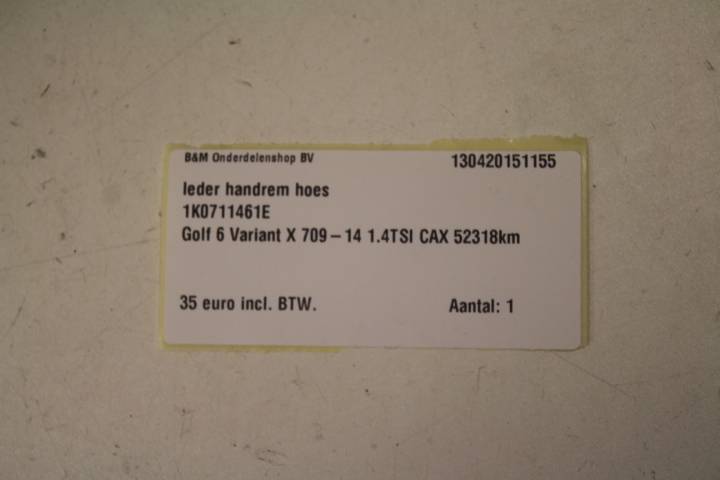 B&M Onderdelenshop BV 130420151155
leder handrem hoes
1K0711461E
Golf 6 Variant X 709 – 14 1.4TSI CAX 52318km
35 euro incl. BTW. Aantal: 1